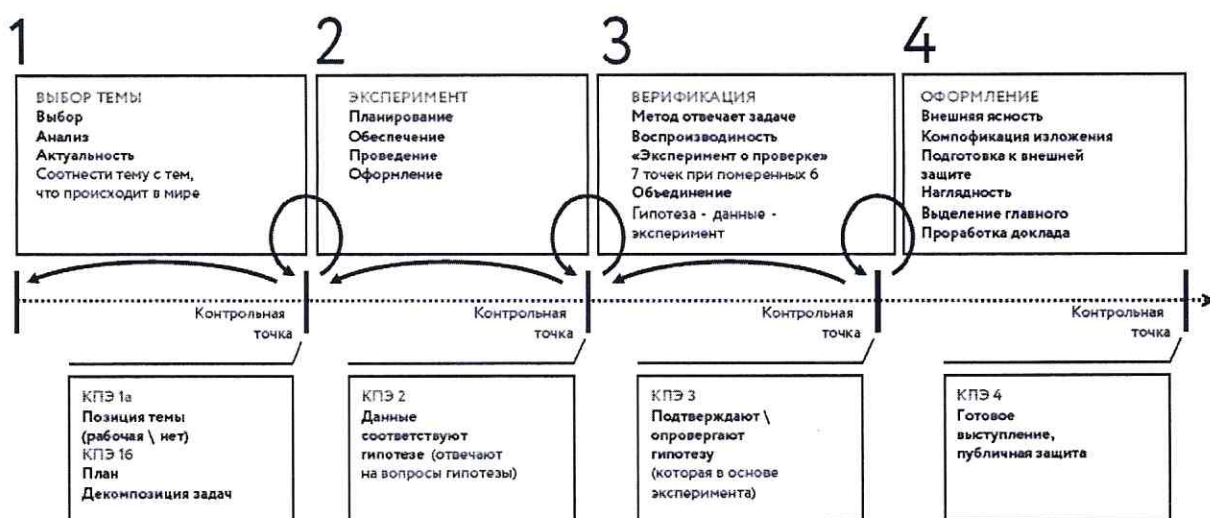 1
ВЫБОР ТЕМЫ
Выбор
Анализ
Актуальность
Соотнести тему с тем,
что происходит в мире
2
ЭКСПЕРИМЕНТ
Планирование
Обеспечение
Проведение
Оформление
3
ВЕРИФИКАЦИЯ
Метод отвечает задаче
Воспроизводимость
«Эксперимент о проверке»
7 точек при померенных 6
Объединение
Гипотеза - данные -
эксперимент
4
ОФОРМЛЕНИЕ
Внешняя ясность
Компофикация изложения
Подготовка к внешней
защите
Наглядность
Выделение главного
Проработка доклада
Контрольная
точка
Контрольная
точка
Контрольная
точка
Контрольная
точка
КПЭ 1а
Позиция темы
(рабочая \ нет)
КПЭ 1б
План
Декомпозиция задач
КПЭ 2
Данные
соответствуют
гипотезе (отвечают
на вопросы гипотезы)
КПЭ 3
Подтверждают \
опровергают
гипотезу
(которая в основе
эксперимента)
КПЭ 4
Готовое
выступление,
публичная защита